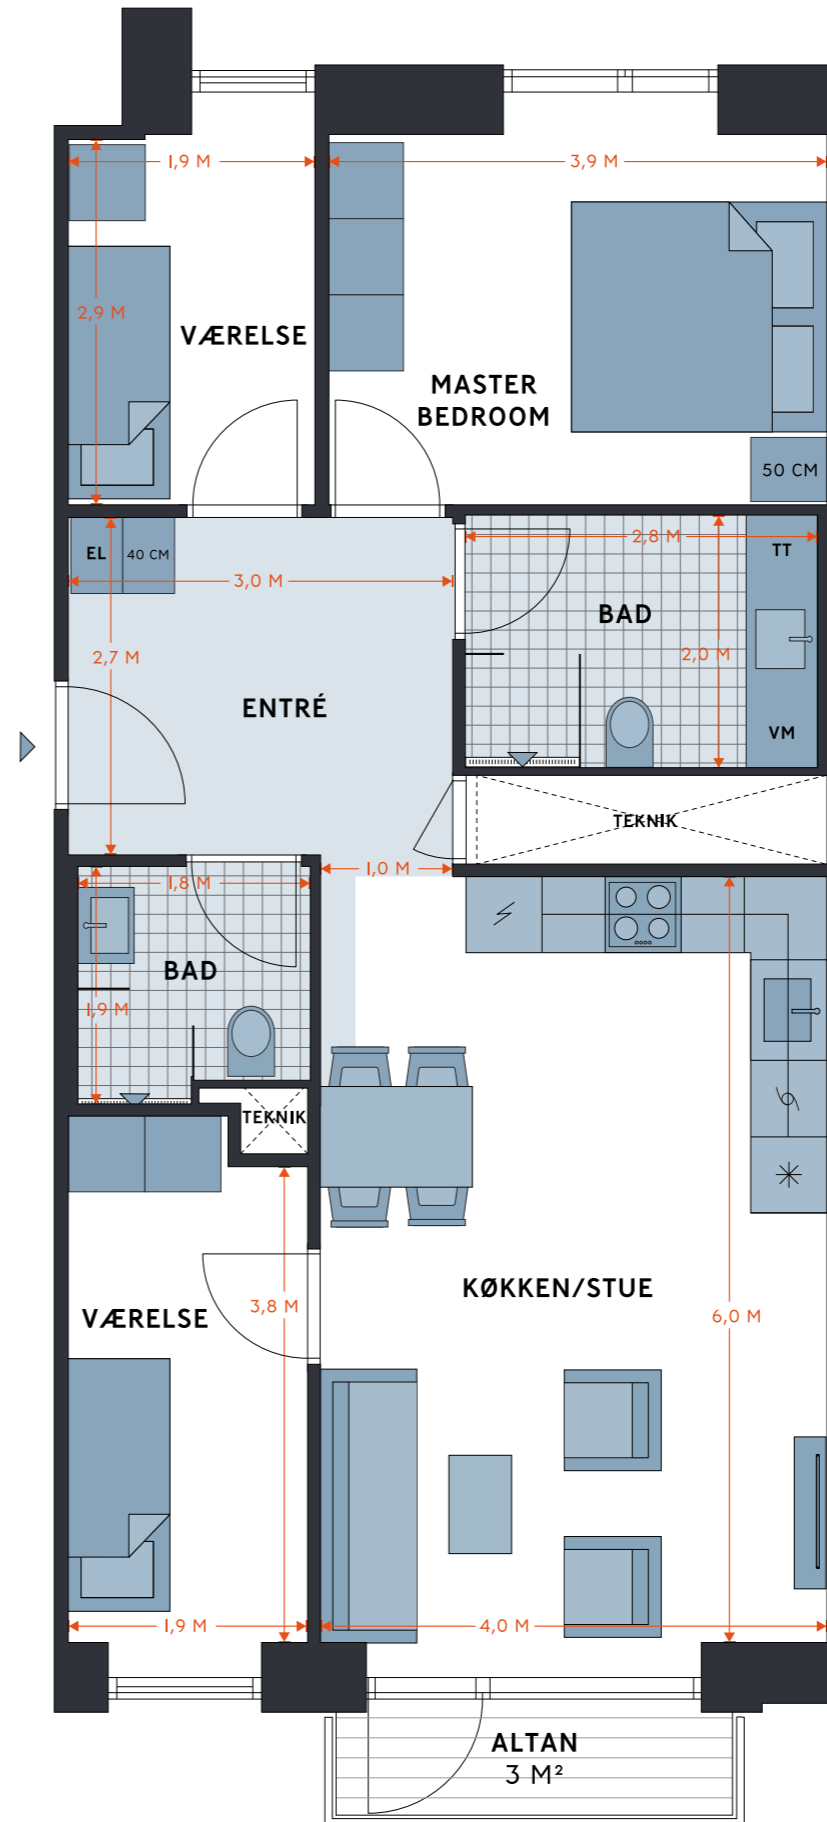 1,9 M
3,9 M
2,9 M
VÆRELSE
MASTER
BEDROOM
50 CM
EL
40 CM
2,8 M
TT
3,0 M
BAD
2,7 M
2,0 M
ENTRÉ
VM
TEKNIK
1,0 M
1,8 M
BAD
1,9 M
TEKNIK
KØKKEN/STUE
3,8 M
VÆRELSE
6,0 M
1,9 M
4,0 M
ALTAN
3 M²